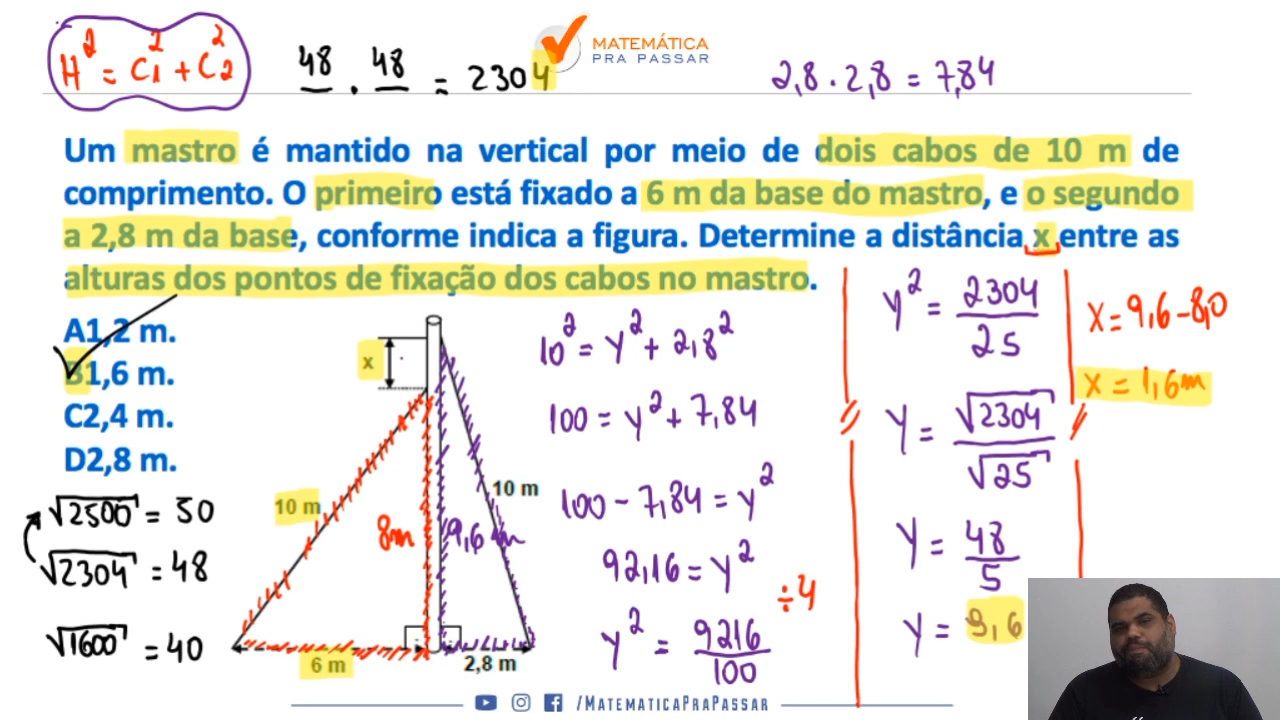 H² = C1² + C2²
48 . 48 = 2304
MATEMÁTICA
PRA PASSAR
2,8 . 2,8 = 7,84
Um mastro é mantido na vertical por meio de dois cabos de 10 m de
comprimento. O primeiro está fixado a 6 m da base do mastro, e o segundo
a 2,8 m da base, conforme indica a figura. Determine a distância x entre as
alturas dos pontos de fixação dos cabos no mastro.
A1,2 m.
B1,6 m.
C2,4 m.
D2,8 m.
√2500 = 50
√2304 = 48
√1600 = 40
x
10 m
8m
9,6 m
10 m
6 m
2,8 m
10² = y² + 2,8²
100 = y² + 7,84
100 - 7,84 = y²
92,16 = y²
y² = 9216/100
÷4
y² = 2304/25
y = √2304/√25
y = 48/5
y = 9,6
x = 9,6 - 8,0
x = 1,6m
/MATEMATICAPRAPASSAR